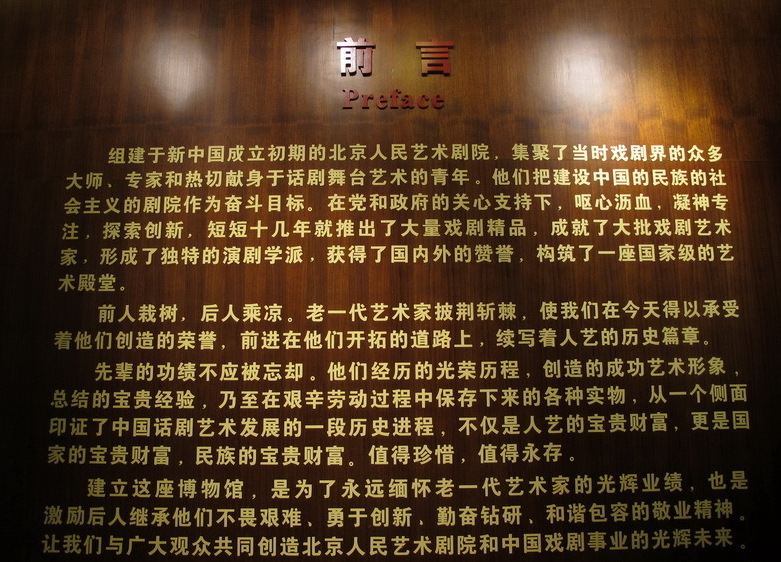 前言
Preface
组建于新中国成立初期的北京人民艺术剧院，集聚了当时戏剧界的众多
大师、专家和热切献身于话剧舞台艺术的青年。他们把建设中国的民族的社
会主义的剧院作为奋斗目标。在党和政府的关心支持下，呕心沥血，凝神专
注，探索创新，短短十几年就推出了大量戏剧精品，成就了大批戏剧艺术
家，形成了独特的演剧学派，获得了国内外的赞誉，构筑了一座国家级的艺
术殿堂。
前人栽树，后人乘凉。老一代艺术家披荆斩棘，使我们在今天得以承受
着他们创造的荣誉，前进在他们开拓的道路上，续写着人艺的历史篇章。
先辈的功绩不应被忘却。他们经历的光荣历程，创造的成功艺术形象，
总结的宝贵经验，乃至在艰辛劳动过程中保存下来的各种实物，从一个侧面
印证了中国话剧艺术发展的一段历史进程，不仅是人艺的宝贵财富，更是国
家的宝贵财富，民族的宝贵财富。值得珍惜，值得永存。
建立这座博物馆，是为了永远缅怀老一代艺术家的光辉业绩，也是
激励后人继承他们不畏艰难、勇于创新、勤奋钻研、和谐包容的敬业精神。
让我们与广大观众共同创造北京人民艺术剧院和中国戏剧事业的光辉未来。